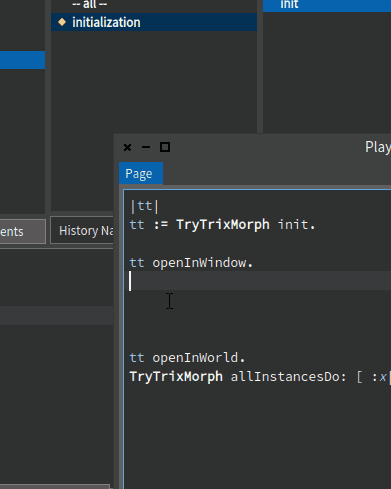 -- all --
initialization
init
Play
Page
ents
History Na
|tt|
tt := TryTrixMorph init.
tt openInWindow.
tt openInWorld.
TryTrixMorph allInstancesDo: [ :x|